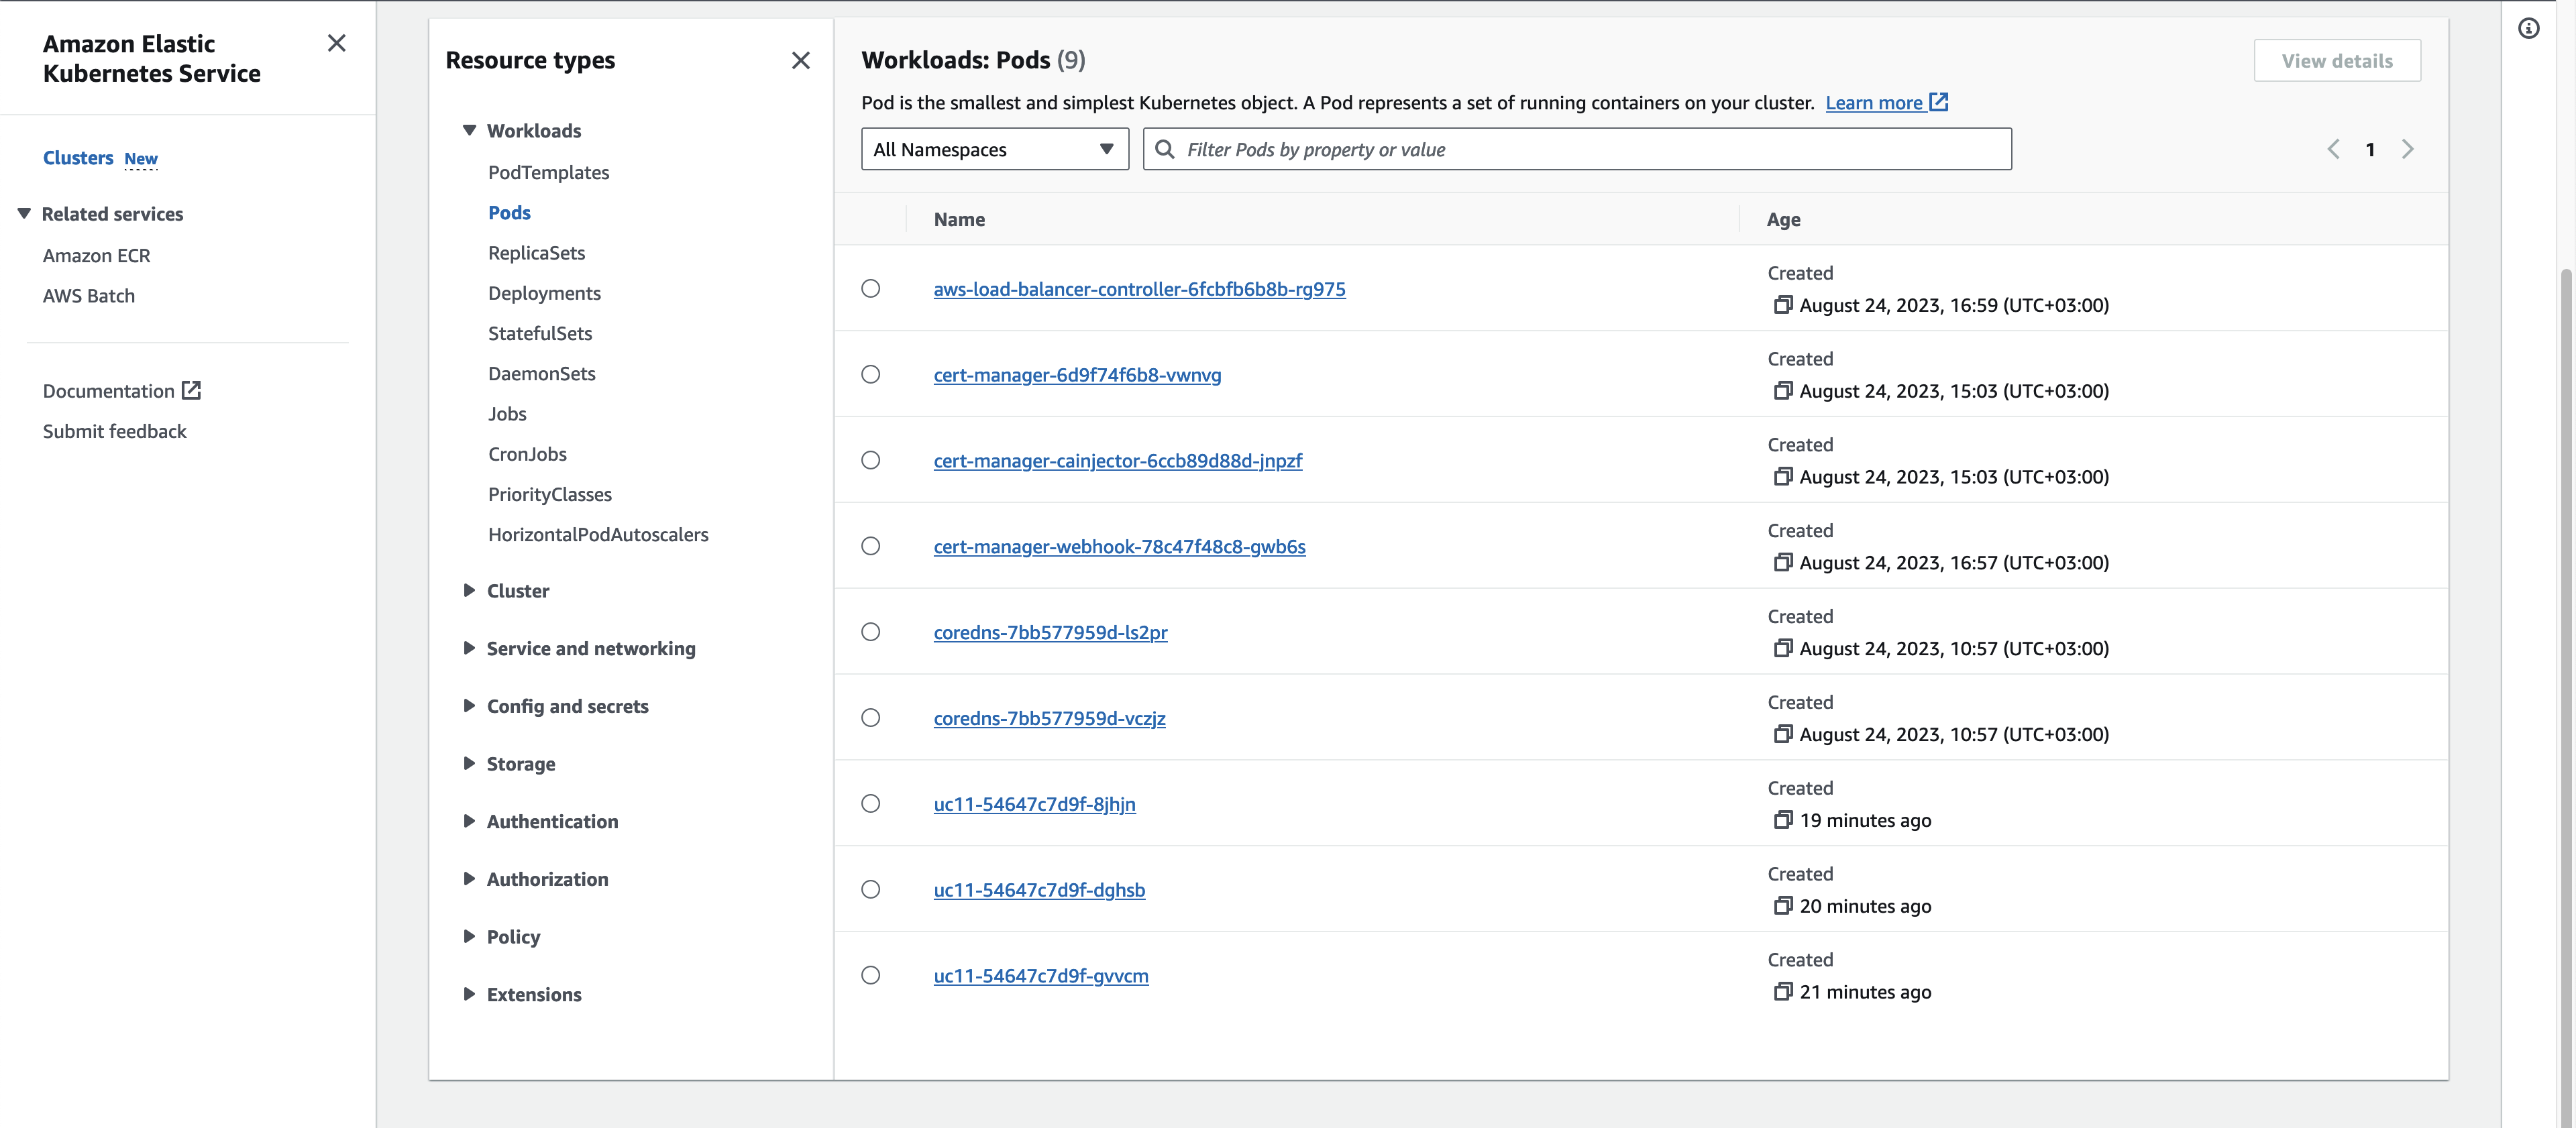 Amazon Elastic
Kubernetes Service
Clusters New
Related services
Amazon ECR
AWS Batch
Documentation
Submit feedback
Resource types
Workloads
PodTemplates
Pods
ReplicaSets
Deployments
StatefulSets
DaemonSets
Jobs
CronJobs
PriorityClasses
HorizontalPodAutoscalers
Cluster
Service and networking
Config and secrets
Storage
Authentication
Authorization
Policy
Extensions
Workloads: Pods (9)
View details
Pod is the smallest and simplest Kubernetes object. A Pod represents a set of running containers on your cluster. Learn more
All Namespaces
Filter Pods by property or value
1
Name Age
aws-load-balancer-controller-6fcbfb6b8b-rg975
Created
August 24, 2023, 16:59 (UTC+03:00)
cert-manager-6d9f74f6b8-vwnvg
Created
August 24, 2023, 15:03 (UTC+03:00)
cert-manager-cainjector-6ccb89d88d-jnpzf
Created
August 24, 2023, 15:03 (UTC+03:00)
cert-manager-webhook-78c47f48c8-gwb6s
Created
August 24, 2023, 16:57 (UTC+03:00)
coredns-7bb577959d-ls2pr
Created
August 24, 2023, 10:57 (UTC+03:00)
coredns-7bb577959d-vczjz
Created
August 24, 2023, 10:57 (UTC+03:00)
uc11-54647c7d9f-8jhjn
Created
19 minutes ago
uc11-54647c7d9f-dghsb
Created
20 minutes ago
uc11-54647c7d9f-gvvcm
Created
21 minutes ago